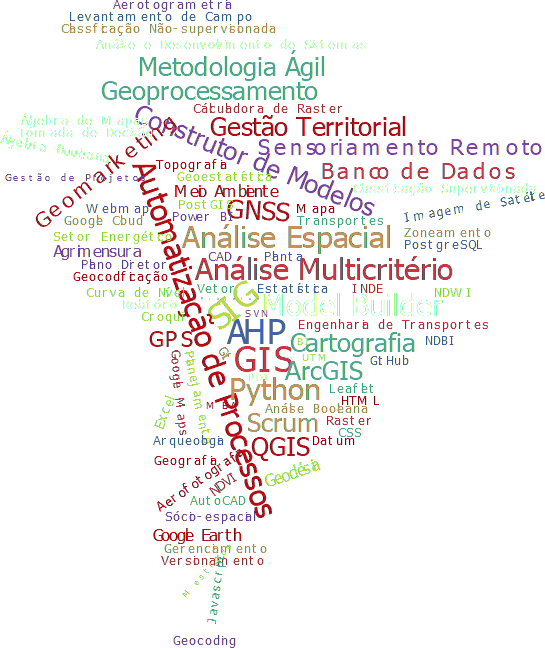 Aerotogrametria
Levantamento de Campo
Classficação Não-supervisionada
Análise e Desenvolvimento de Sistemas
Metodologia Ágil
Geoprocessamento
Cálculadora de Raster
Construtor de Modelos
Gestão Territorial
Álgebra de Mapas
Tomada de Decisão
Álgebra Booleana
Geomarketing
Sensoriamento Remoto
Topografia
Banco de Dados
Gestão de Projetos
Geoestatística
Automatização de Processos
Meio Ambiente
Classificação Supervisionada
PostGIS
GNSS
Mapa
Imagem de Satélite
Webmap
Power BI
Google Cloud
Transportes
Setor Energético
Análise Espacial
Zoneamento
PostgreSQL
Agrimensura
CAD
Planta
Plano Diretor
Análise Multicritério
Geocodficação
Vetor
Estatística
INDE
Curva de Nível
SIG
NDWI
Relatório
Model Builder
Croqui
SVN
AHP
Engenharia de Transportes
GPS
Cartografia
NDBI
GIS
UTM
GitHub
Google Maps
Planejamento
ArcGIS
Python
Leaflet
HTML
Excel
Análise Booleana
Scrum
Raster
CSS
Arqueologia
QGIS
Datum
Geografia
Geodésia
Aerofotografia
NDVI
AutoCAD
Sócio-espacial
Google Earth
Gerenciamento
Versionamento
Javascript
Geocoding